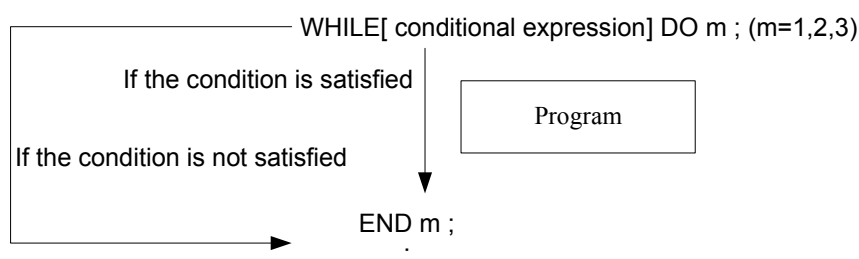 WHILE[ conditional expression] DO m ; (m=1,2,3)
If the condition is satisfied
Program
If the condition is not satisfied
END m ;
.